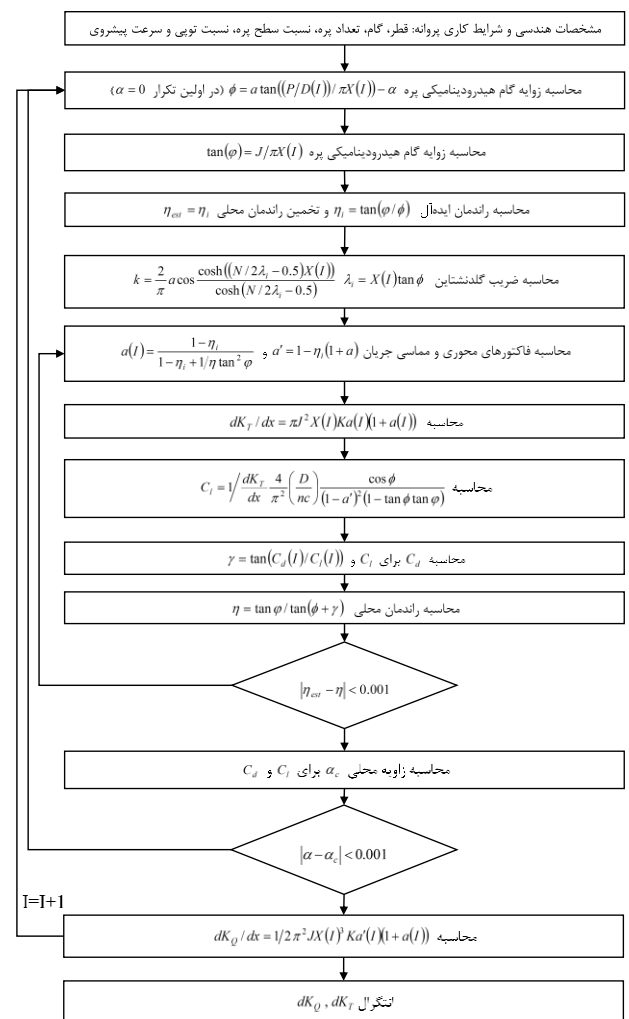 مشخصات هندسی و شرایط کاری پروانه: قطر، گام، تعداد پره، نسبت سطح پره، نسبت توپی و سرعت پیشروی
محاسبه زوایه گام هیدرودینامیکی پره ϕ = a tan((P/D(I))/πX(I)) − α (در اولین تکرار α = 0)
محاسبه زوایه گام هیدرودینامیکی پره tan(φ) = J/πX(I)
محاسبه راندمان ایده‌آل η_i = tan(φ/ϕ) و تخمین راندمان محلی η_est = η_i
محاسبه ضریب گلدنشتاین λ_i = X(I)tan ϕ k = 2/π a cos cosh((N/2λ_i − 0.5)X(I)) / cosh(N/2λ_i − 0.5)
محاسبه فاکتورهای محوری و مماسی جریان a′ = 1 − η_i(1 + a) و a(I) = 1 − η_i / 1 − η_i + 1/η tan² φ
محاسبه dK_T / dx = πJ² X(I)Ka(I)(1 + a(I))
محاسبه C_l = 1/ dK_T/dx 4/π² (D/nc) cos ϕ / (1 − a′)² (1 − tan ϕ tan φ)
محاسبه C_d برای C_l و γ = tan(C_d(I)/C_l(I))
محاسبه راندمان محلی η = tan φ / tan(ϕ + γ)
|η_est − η| < 0.001
محاسبه زاویه محلی α_c برای C_l و C_d
|α − α_c| < 0.001
I=I+1
محاسبه dK_Q / dx = 1/2 π² JX(I)³ Ka′(I)(1 + a(I))
انتگرال dK_Q , dK_T